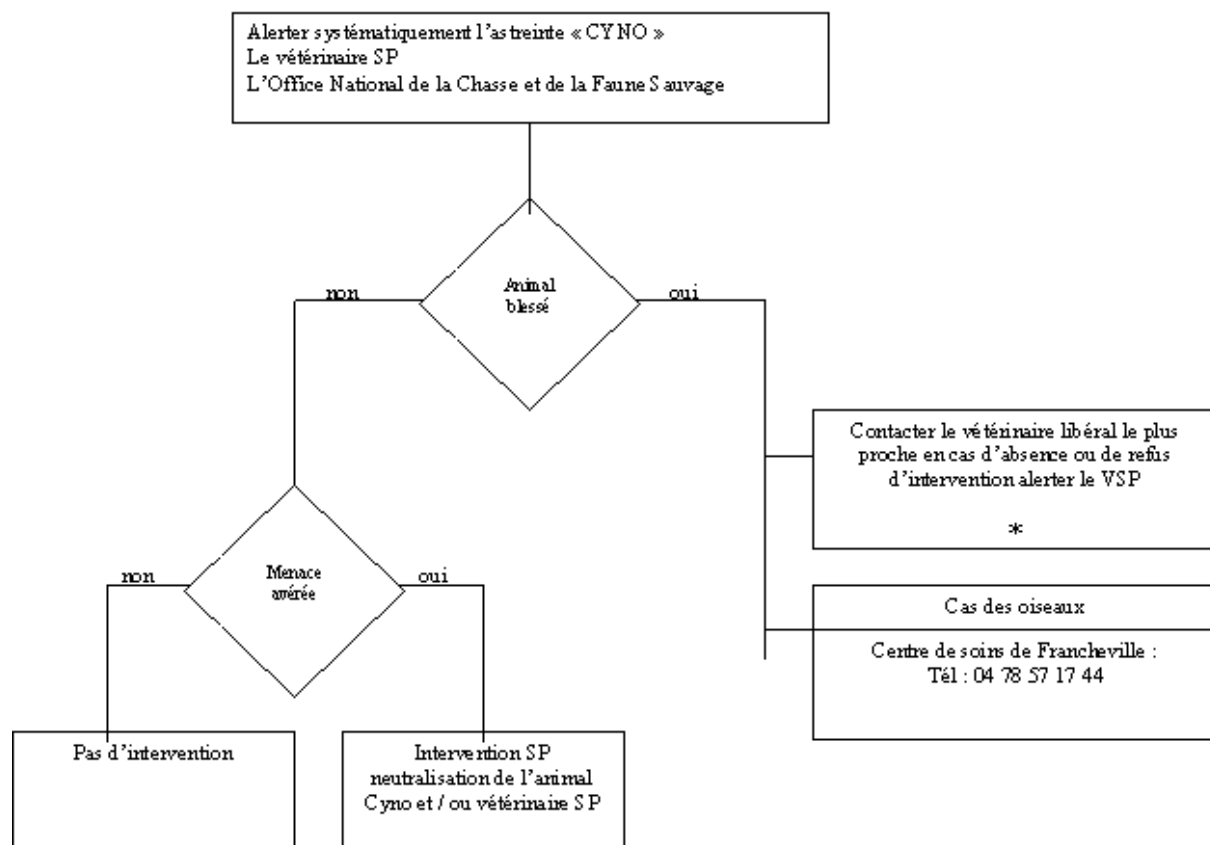 Alerter systématiquement l'astreinte « CYNO »
Le vétérinaire SP
L'Office National de la Chasse et de la Faune Sauvage
Animal
blessé
non
oui
Contacter le vétérinaire libéral le plus
proche en cas d'absence ou de refus
d'intervention alerter le VSP
*
Menace
avérée
non
oui
Cas des oiseaux
Centre de soins de Francheville :
Tél : 04 78 57 17 44
Pas d'intervention
Intervention SP
neutralisation de l'animal
Cyno et / ou vétérinaire SP